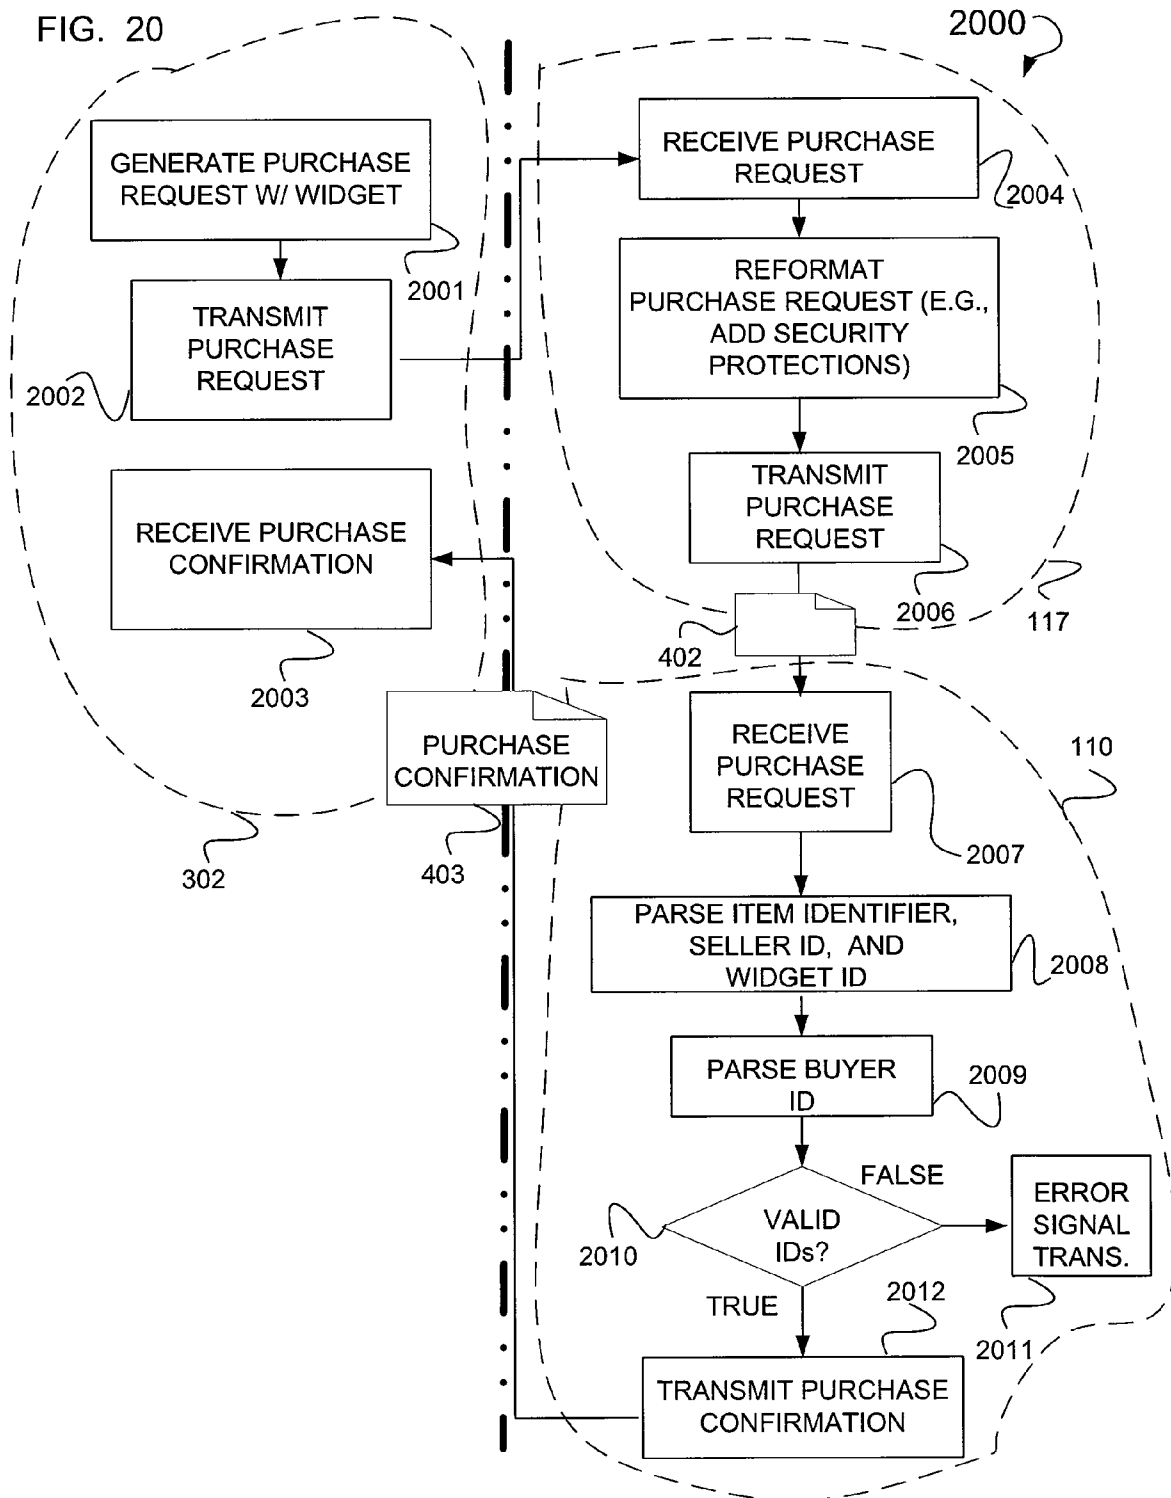 FIG. 20
2000
GENERATE PURCHASE
REQUEST W/ WIDGET
2001
TRANSMIT
PURCHASE
REQUEST
2002
RECEIVE PURCHASE
CONFIRMATION
2003
302
PURCHASE
CONFIRMATION
403
RECEIVE PURCHASE
REQUEST
2004
REFORMAT
PURCHASE REQUEST (E.G.,
ADD SECURITY
PROTECTIONS)
2005
TRANSMIT
PURCHASE
REQUEST
2006
117
402
RECEIVE
PURCHASE
REQUEST
110
2007
PARSE ITEM IDENTIFIER,
SELLER ID, AND
WIDGET ID
2008
PARSE BUYER
ID
2009
VALID
IDs?
2010
FALSE
ERROR
SIGNAL
TRANS.
2011
TRUE
2012
TRANSMIT PURCHASE
CONFIRMATION